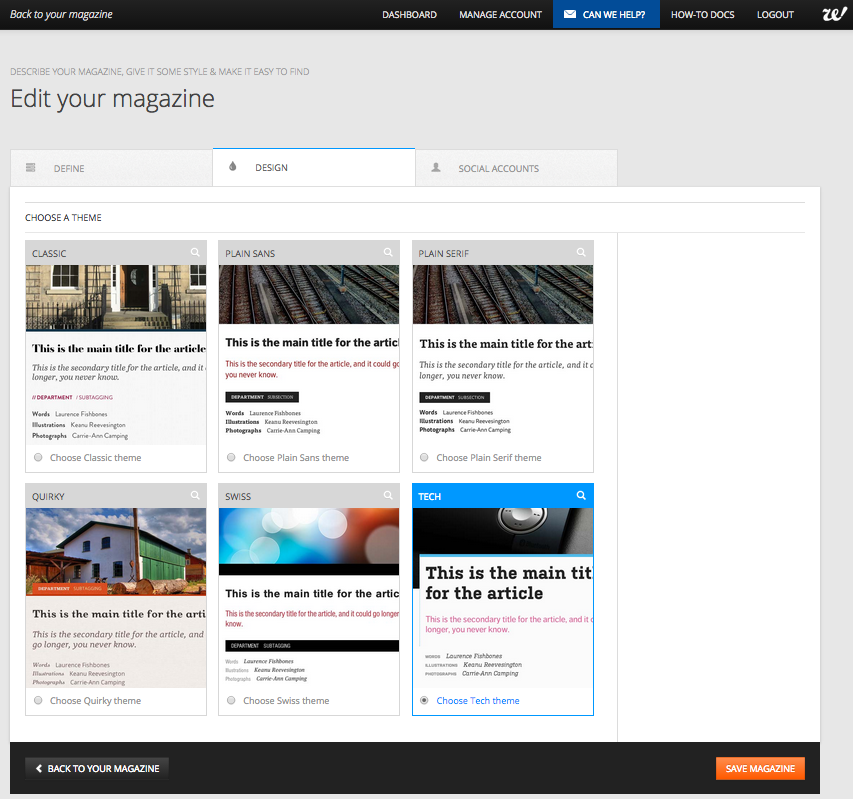 Back to your magazine
DASHBOARD
MANAGE ACCOUNT
CAN WE HELP?
HOW-TO DOCS
LOGOUT
we!
DESCRIBE YOUR MAGAZINE, GIVE IT SOME STYLE & MAKE IT EASY TO FIND
Edit your magazine
DEFINE
DESIGN
SOCIAL ACCOUNTS
CHOOSE A THEME
CLASSIC
This is the main title for the article
This is the secondary title for the article, and it
longer, you never know.
// DEPARTMENT / SUBTAGGING
Words Laurence Fishbones
Illustrations Keanu Reevesington
Photographs Carrie-Ann Camping
Choose Classic theme
PLAIN SANS
This is the main title for the artic
This is the secondary title for the article, and it could go
you never know.
DEPARTMENT SUBSECTION
Words Laurence Fishbones
Illustrations Keanu Reevesington
Photographs Carrie-Ann Camping
Choose Plain Sans theme
PLAIN SERIF
This is the main title for the art
This is the secondary title for the article, and it c
longer, you never know.
DEPARTMENT SUBSECTION
Words Laurence Fishbones
Illustrations Keanu Reevesington
Photographs Carrie-Ann Camping
Choose Plain Serif theme
QUIRKY
DEPARTMENT SUBTAGGING
This is the main title for the arti
This is the secondary title for the article, and
go longer, you never know.
Words Laurence Fishbones
Illustrations Keanu Reevesington
Photographs Carrie-Ann Camping
Choose Quirky theme
SWISS
This is the main title for the artic
This is the secondary title for the article, and it could go longer
know.
DEPARTMENT SUBTAGGING
Words Laurence Fishbones
Illustrations Keanu Reevesington
Photographs Carrie-Ann Camping
Choose Swiss theme
TECH
This is the main tit
for the article
This is the secondary title for the article, and it c
longer, you never know.
WORDS Laurence Fishbones
ILLUSTRATIONS Keanu Reevesington
PHOTOGRAPHS Carrie-Ann Camping
Choose Tech theme
BACK TO YOUR MAGAZINE
SAVE MAGAZINE